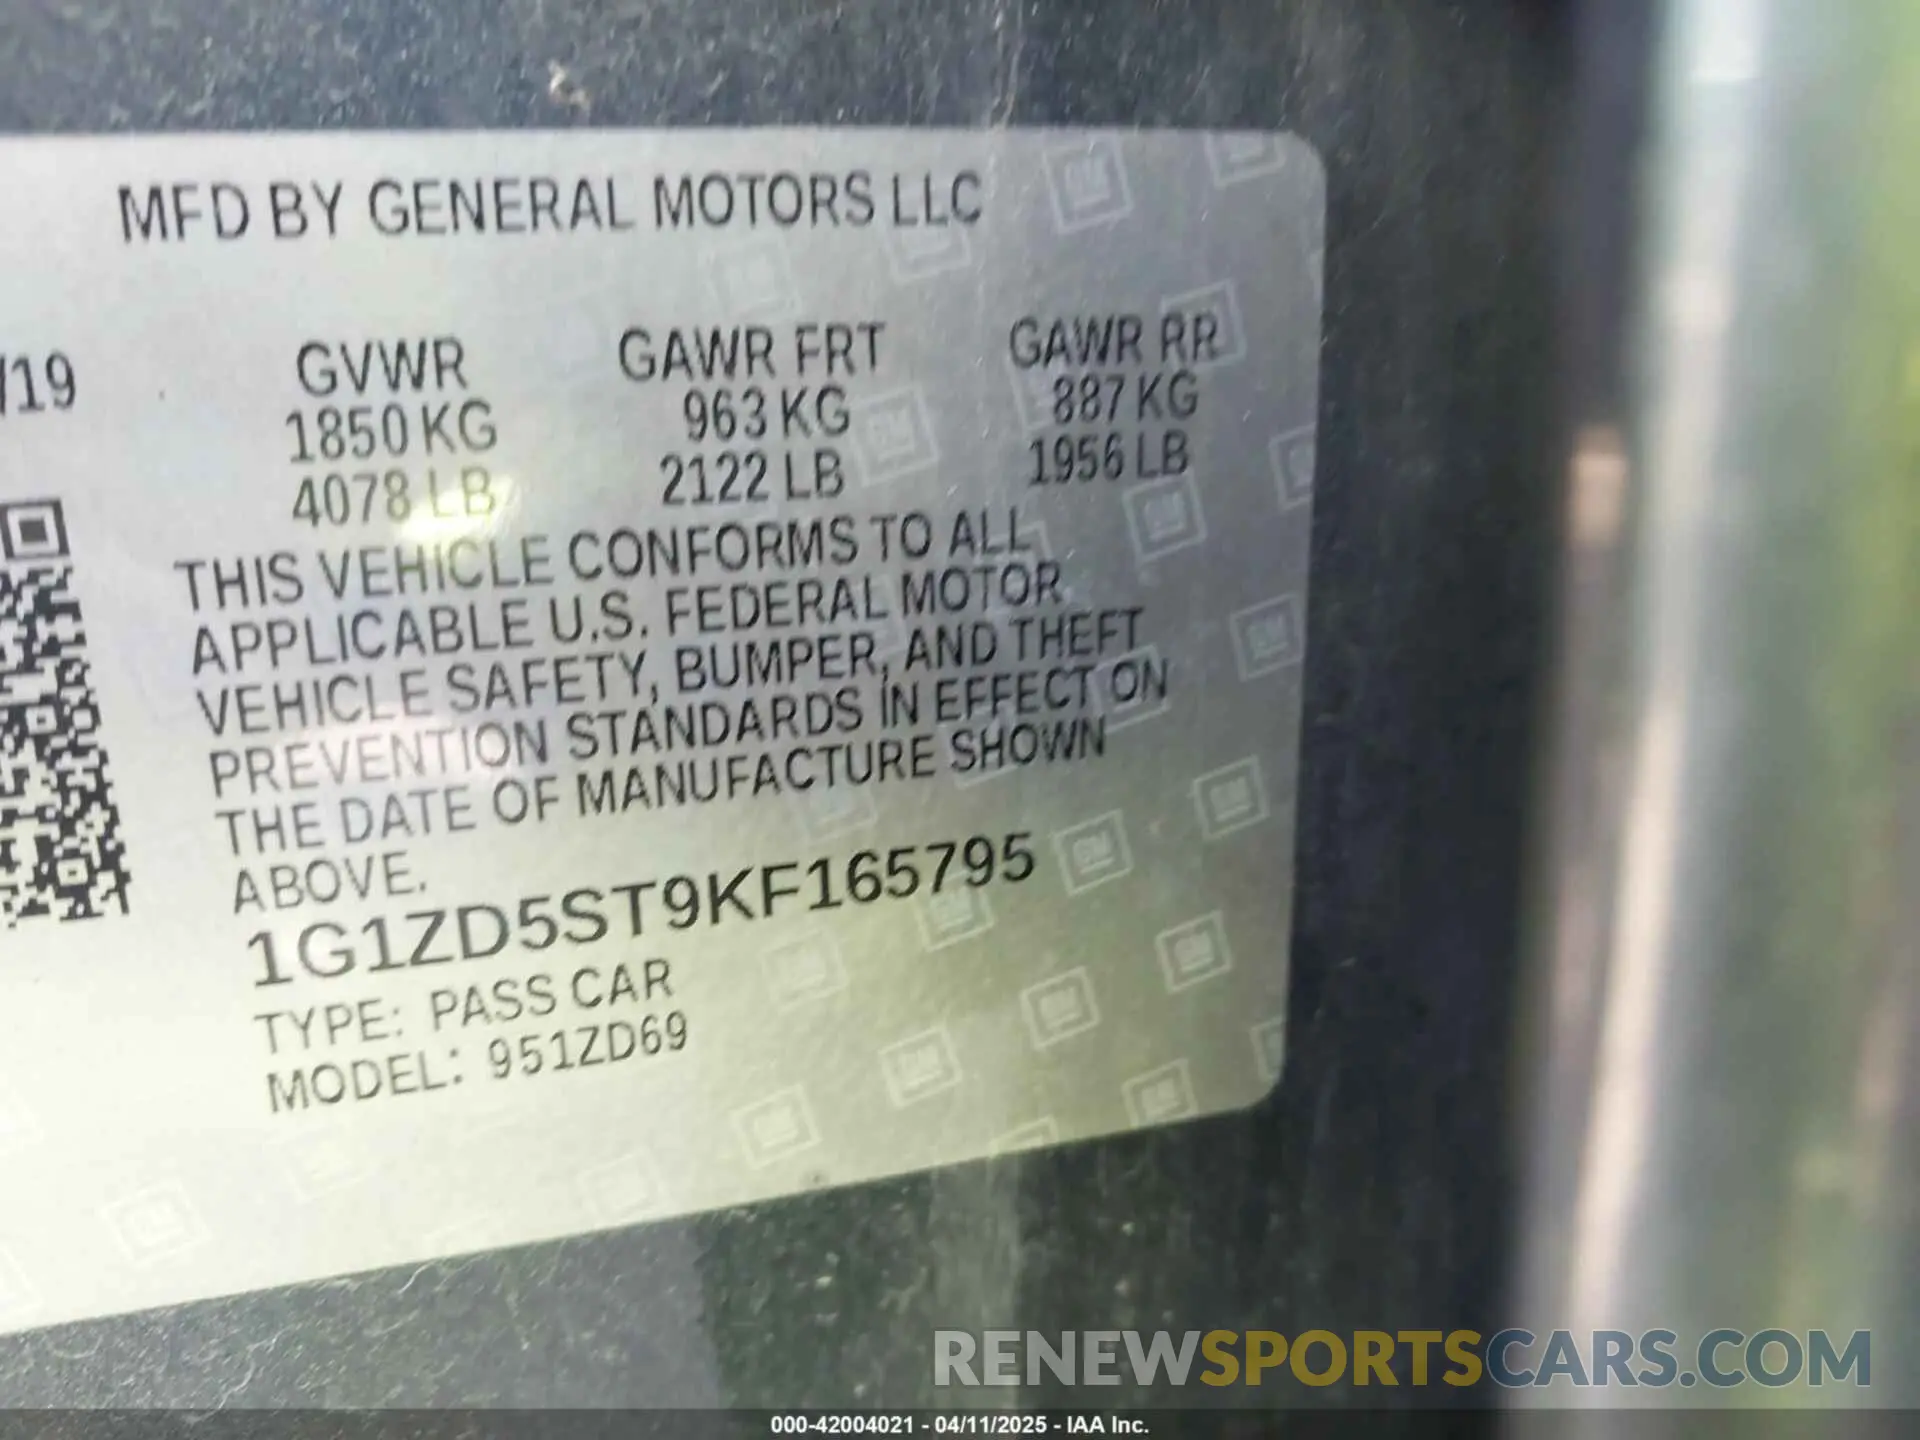 MFD BY GENERAL MOTORS LLC
/19
GVWR GAWR FRT GAWR RR
1850 KG 963 KG 887 KG
4078 LB 2122 LB 1956 LB
THIS VEHICLE CONFORMS TO ALL
APPLICABLE U.S. FEDERAL MOTOR
VEHICLE SAFETY, BUMPER, AND THEFT
PREVENTION STANDARDS IN EFFECT ON
THE DATE OF MANUFACTURE SHOWN
ABOVE.
1G1ZD5ST9KF165795
TYPE: PASS CAR
MODEL: 951ZD69
RENEWSPORTSCARS.COM
000-42004021 - 04/11/2025 - IAA Inc.